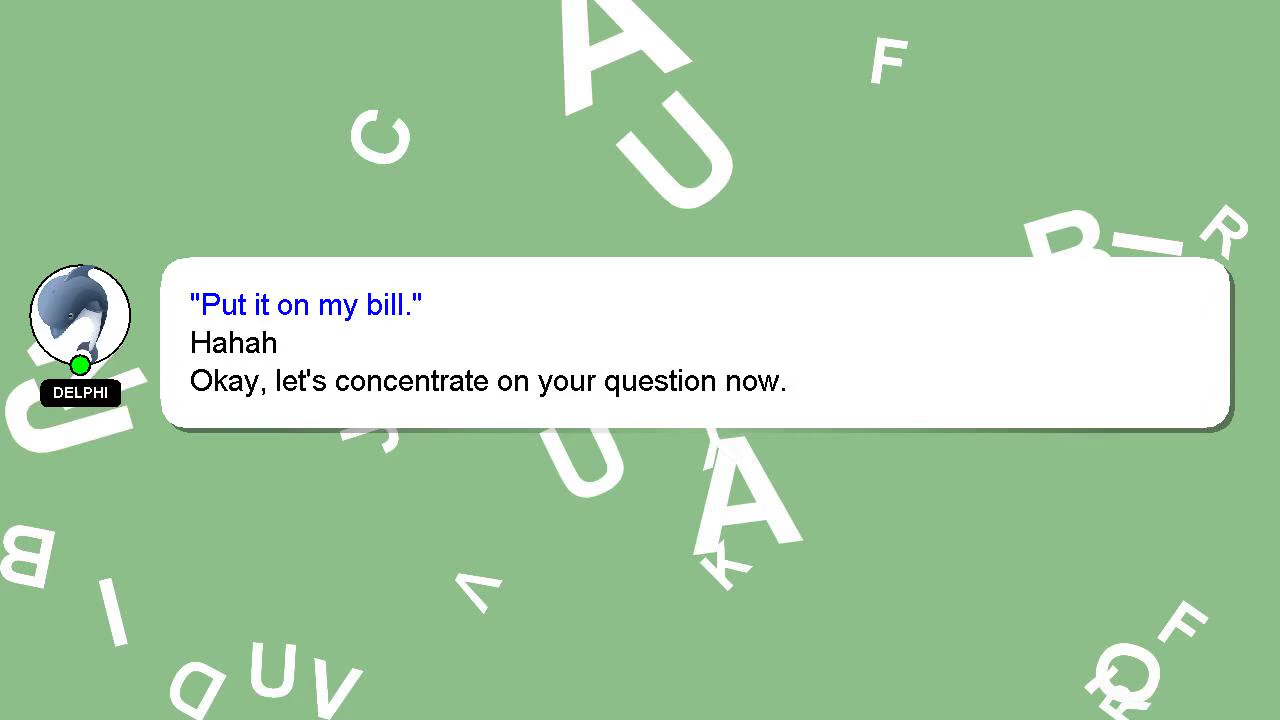 A
F
C
U
B I R
"Put it on my bill."
Hahah
Okay, let's concentrate on your question now.
DELPHI
U
A
K
B
I
V
F
D U V
Q